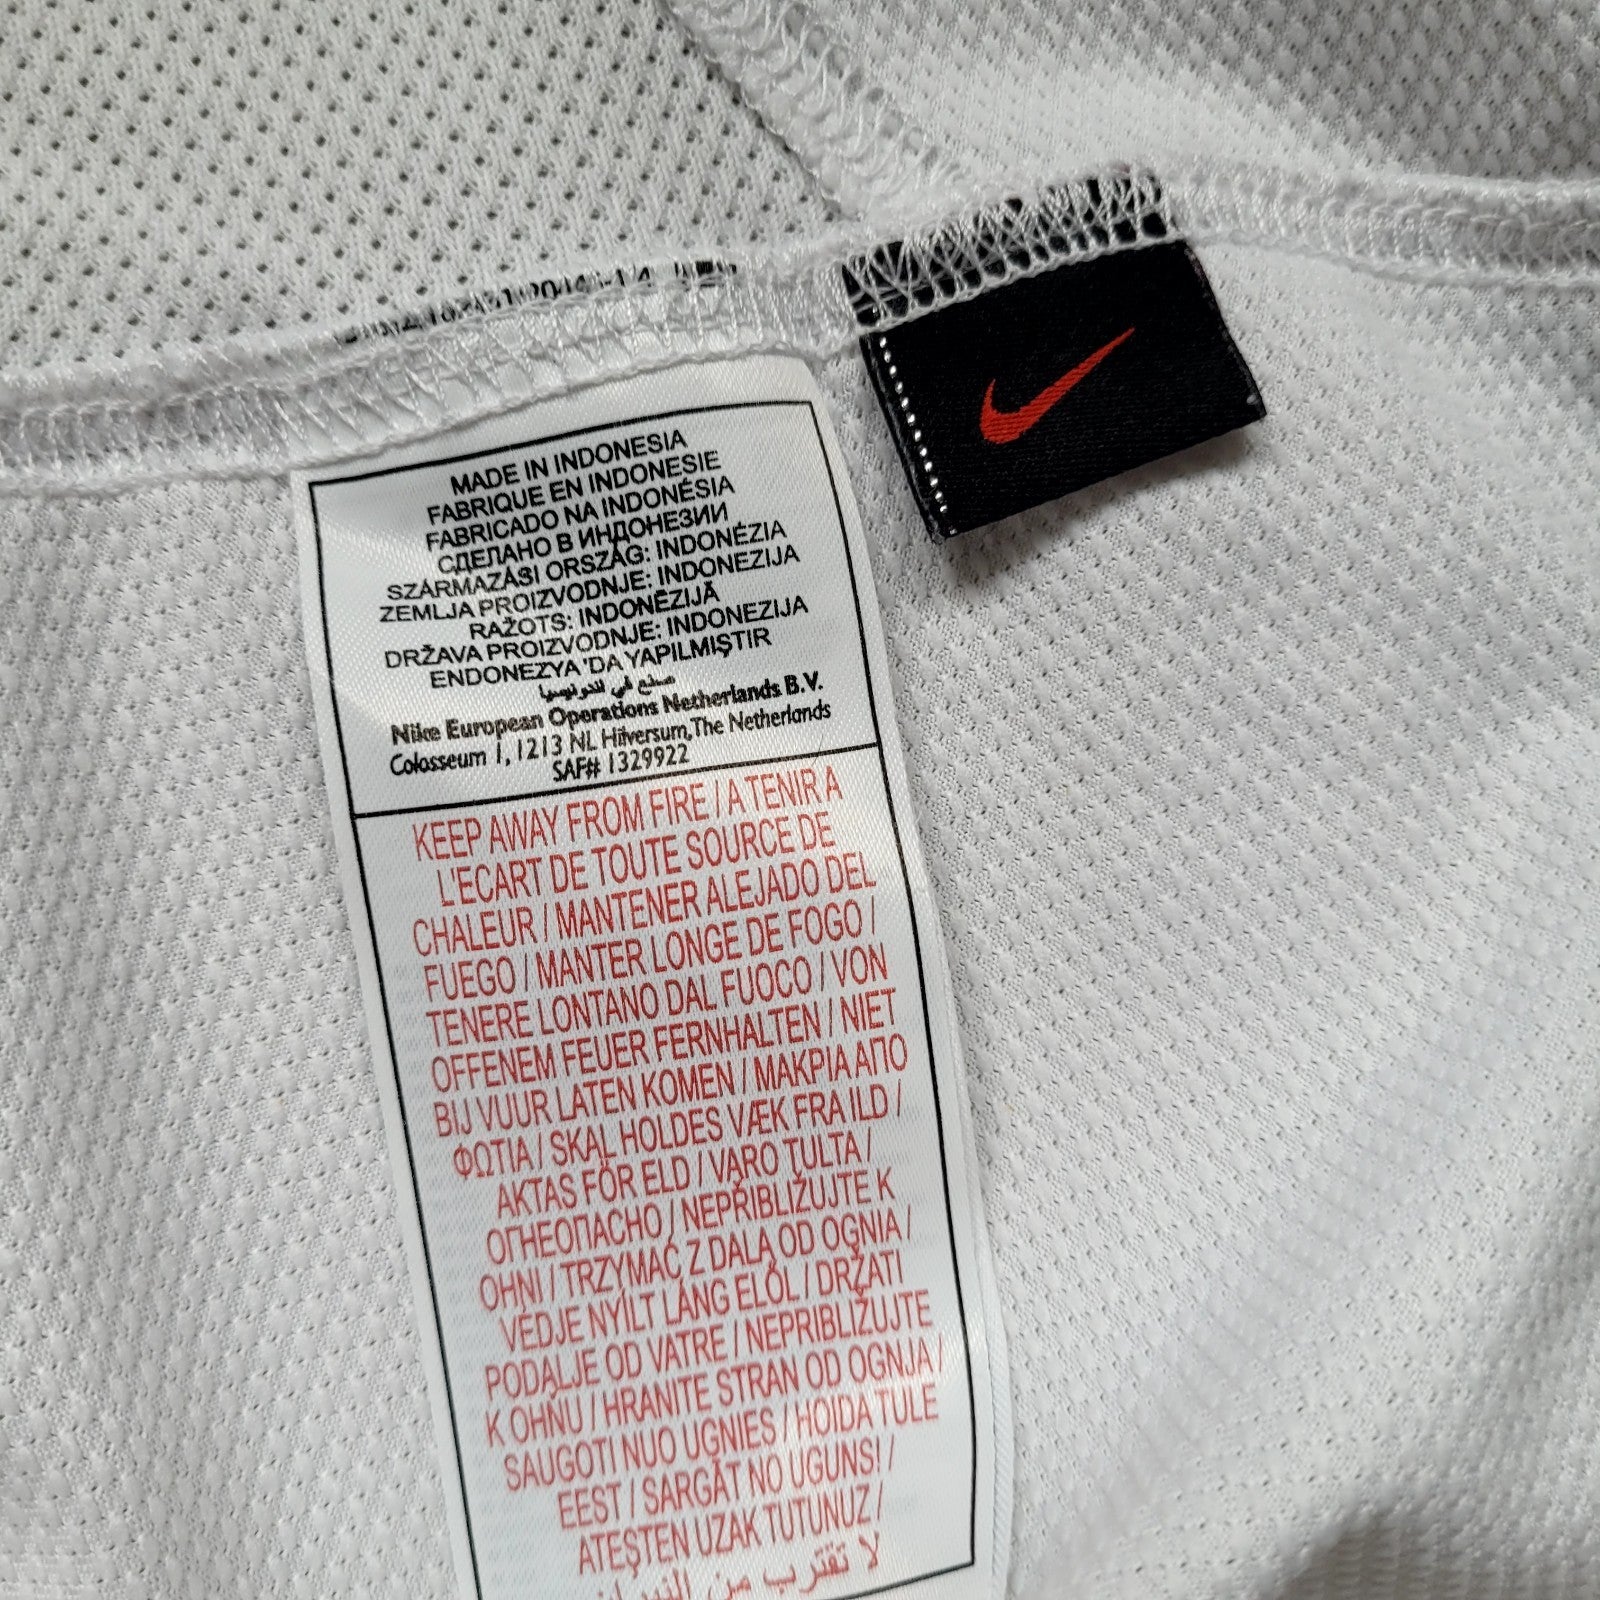 MADE IN INDONESIA
FABRIQUE EN INDONESIE
FABRICADO NA INDONÉSIA
СДЕЛАНО В ИНДОНЕЗИИ
SZÁRMAZÁSI ORSZÁG: INDONÉZIA
ZEMLJA PROIZVODNJE: INDONEZIJA
RAŽOTS: INDONĒZIJĀ
DRŽAVA PROIZVODNJE: INDONEZIJA
ENDONEZYA 'DA YAPILMIŞTIR
صنع في اندونيسيا
Nike European Operations Netherlands B.V.
Colosseum 1, 1213 NL Hilversum, The Netherlands
SAF# 1329922
KEEP AWAY FROM FIRE / A TENIR A
L'ECART DE TOUTE SOURCE DE
CHALEUR / MANTENER ALEJADO DEL
FUEGO / MANTER LONGE DE FOGO /
TENERE LONTANO DAL FUOCO / VON
OFFENEM FEUER FERNHALTEN / NIET
BIJ VUUR LATEN KOMEN / ΜΑΚΡΙΑ ΑΠΟ
ΦΩΤΙΑ / SKAL HOLDES VÆK FRA ILD /
AKTAS FÖR ELD / VARO TULTA /
ОГНЕОПАСНО / NEPŘIBLIŽUJTE K
OHNI / TRZYMAĆ Z DALA OD OGNIA /
VEDJE NYÍLT LÁNG ELŐL / DRŽATI
PODALJE OD VATRE / NEPRIBLIŽUJTE
K OHŇU / HRANITE STRAN OD OGNJA /
SAUGOTI NUO UGNIES / HOIDA TULE
EEST / SARGĀT NO UGUNS! /
ATEŞTEN UZAK TUTUNUZ /
لا تقترب من النيران